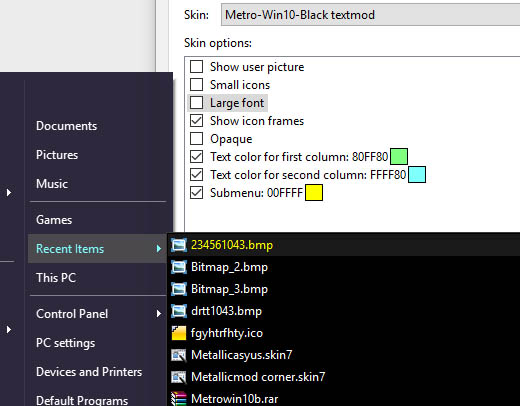 Skin: Metro-Win10-Black textmod
Skin options:
Show user picture
Small icons
Large font
Show icon frames
Opaque
Text color for first column: 80FF80
Text color for second column: FFFF80
Submenu: 00FFFF
Documents
Pictures
Music
Games
Recent Items
This PC
Control Panel
PC settings
Devices and Printers
Default Programs
234561043.bmp
Bitmap_2.bmp
Bitmap_3.bmp
drtt1043.bmp
fgyhtrfhty.ico
Metallicasyus.skin7
Metallicmod corner.skin7
Metrowin10b.rar